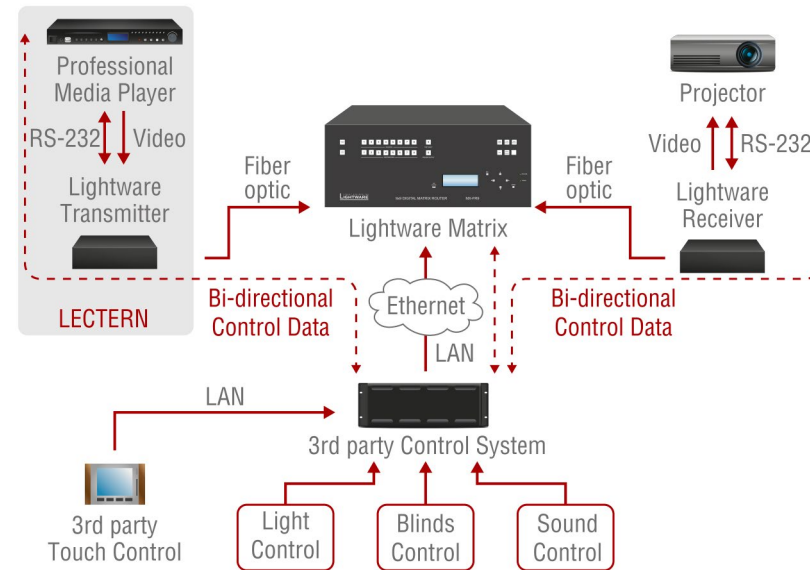 Professional
Media Player
RS-232
Video
Lightware
Transmitter
LECTERN
Fiber
optic
LIGHTWARE
Lightware Matrix
Fiber
optic
Projector
Video
RS-232
Lightware
Receiver
Bi-directional
Control Data
Ethernet
LAN
Bi-directional
Control Data
LAN
3rd party Control System
3rd party
Touch Control
Light
Control
Blinds
Control
Sound
Control